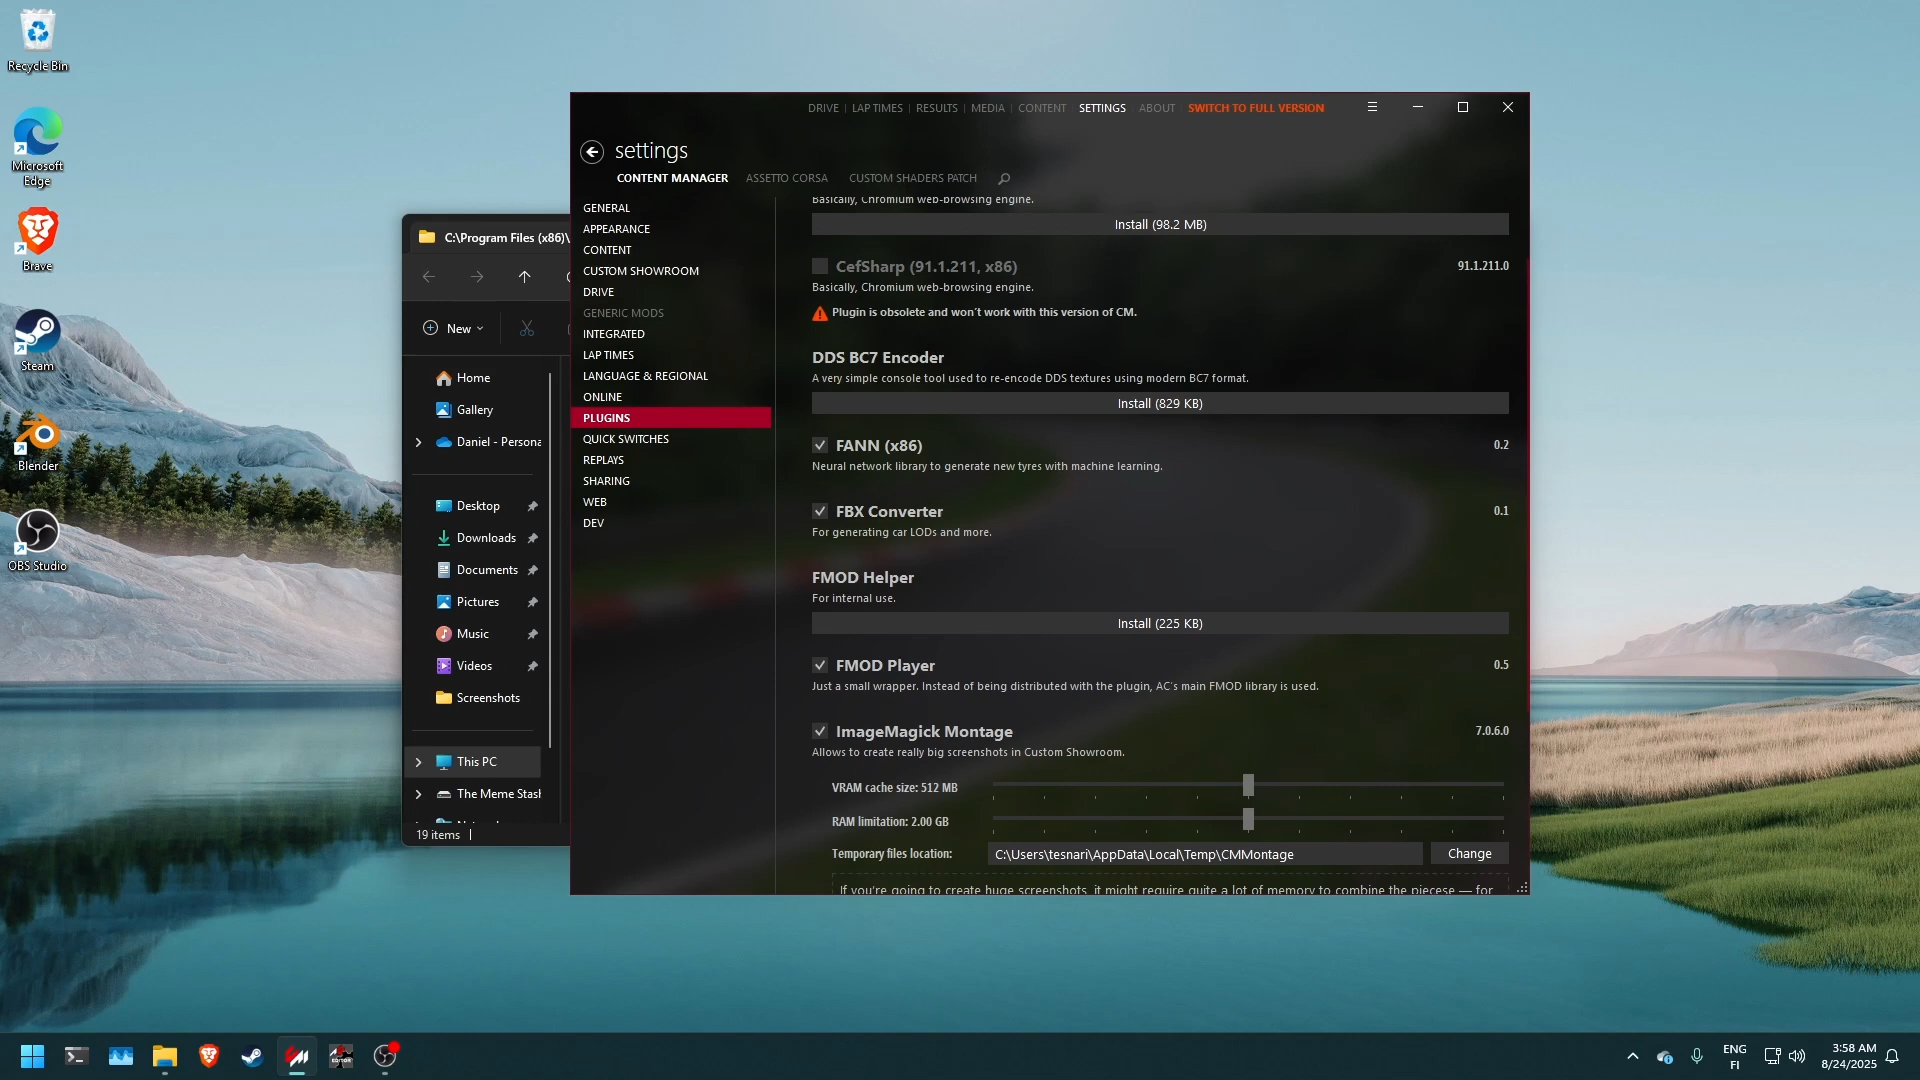 Recycle Bin
Microsoft
Edge
Brave
Steam
Blender
OBS Studio
C:\Program Files (x86)\
New
Home
Gallery
Daniel - Persona
Desktop
Downloads
Documents
Pictures
Music
Videos
Screenshots
This PC
The Meme Stash
19 items
DRIVE
LAP TIMES
RESULTS
MEDIA
CONTENT
SETTINGS
ABOUT
SWITCH TO FULL VERSION
settings
CONTENT MANAGER
ASSETTO CORSA
CUSTOM SHADERS PATCH
GENERAL
APPEARANCE
CONTENT
CUSTOM SHOWROOM
DRIVE
GENERIC MODS
INTEGRATED
LAP TIMES
LANGUAGE & REGIONAL
ONLINE
PLUGINS
QUICK SWITCHES
REPLAYS
SHARING
WEB
DEV
Basically, Chromium web-browsing engine.
Install (98.2 MB)
CefSharp (91.1.211, x86)
91.1.211.0
Basically, Chromium web-browsing engine.
Plugin is obsolete and won't work with this version of CM.
DDS BC7 Encoder
A very simple console tool used to re-encode DDS textures using modern BC7 format.
Install (829 KB)
FANN (x86)
0.2
Neural network library to generate new tyres with machine learning.
FBX Converter
0.1
For generating car LODs and more.
FMOD Helper
For internal use.
Install (225 KB)
FMOD Player
0.5
Just a small wrapper. Instead of being distributed with the plugin, AC's main FMOD library is used.
ImageMagick Montage
7.0.6.0
Allows to create really big screenshots in Custom Showroom.
VRAM cache size: 512 MB
RAM limitation: 2.00 GB
Temporary files location:
C:\Users\tesnari\AppData\Local\Temp\CMMontage
Change
If you're going to create huge screenshots, it might require quite a lot of memory to combine the piecese — for
EDITOR
ENG
FI
3:58 AM
8/24/2025